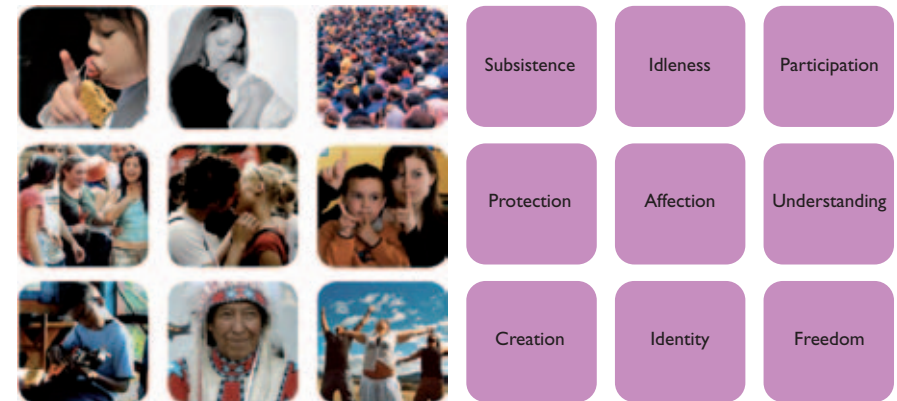 Subsistence
Idleness
Participation
Protection
Affection
Understanding
Creation
Identity
Freedom